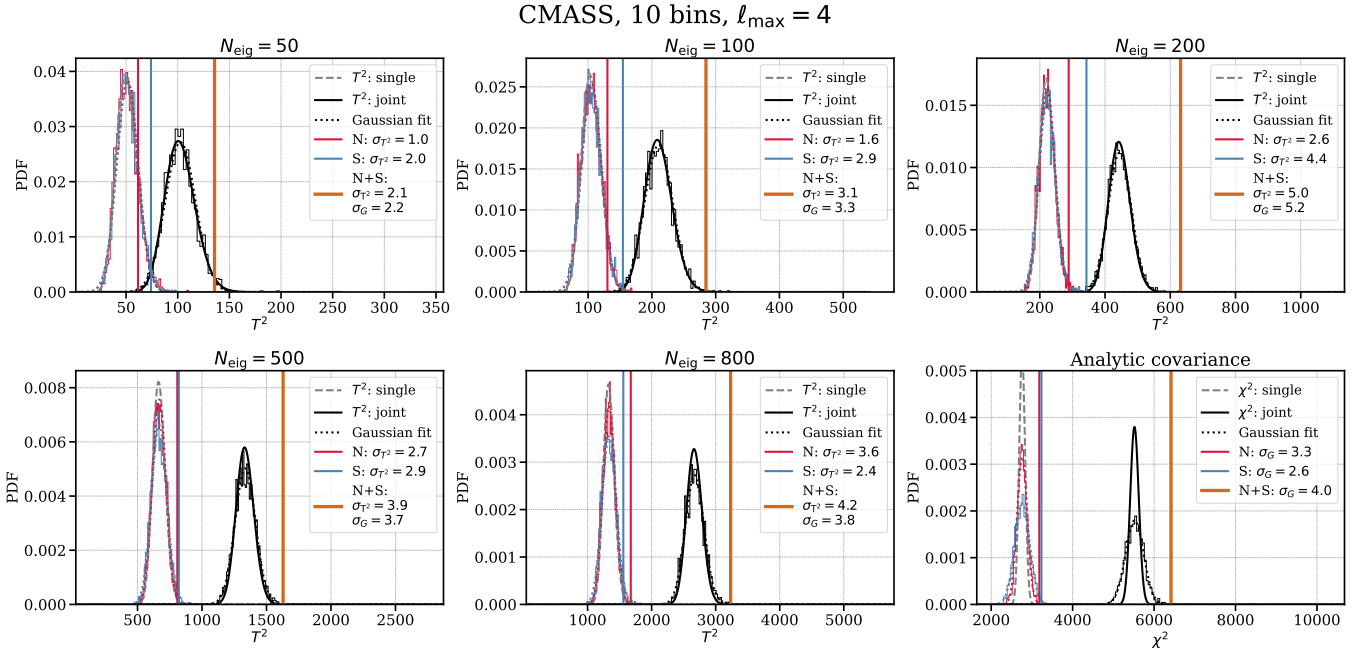 CMASS, 10 bins, ℓmax = 4
Neig = 50
0.04
0.03
0.02
0.01
0.00
PDF
50 100 150 200 250 300 350
T²
T²: single
T²: joint
Gaussian fit
N: σT² = 1.0
S: σT² = 2.0
N+S:
σT² = 2.1
σG = 2.2
Neig = 100
0.025
0.020
0.015
0.010
0.005
0.000
PDF
100 200 300 400 500
T²
T²: single
T²: joint
Gaussian fit
N: σT² = 1.6
S: σT² = 2.9
N+S:
σT² = 3.1
σG = 3.3
Neig = 200
0.015
0.010
0.005
0.000
PDF
200 400 600 800 1000
T²
T²: single
T²: joint
Gaussian fit
N: σT² = 2.6
S: σT² = 4.4
N+S:
σT² = 5.0
σG = 5.2
Neig = 500
0.008
0.006
0.004
0.002
0.000
PDF
500 1000 1500 2000 2500
T²
T²: single
T²: joint
Gaussian fit
N: σT² = 2.7
S: σT² = 2.9
N+S:
σT² = 3.9
σG = 3.7
Neig = 800
0.004
0.003
0.002
0.001
0.000
PDF
1000 2000 3000 4000 5000
T²
T²: single
T²: joint
Gaussian fit
N: σT² = 3.6
S: σT² = 2.4
N+S:
σT² = 4.2
σG = 3.8
Analytic covariance
0.005
0.004
0.003
0.002
0.001
0.000
PDF
2000 4000 6000 8000 10000
χ²
χ²: single
χ²: joint
Gaussian fit
N: σG = 3.3
S: σG = 2.6
N+S: σG = 4.0